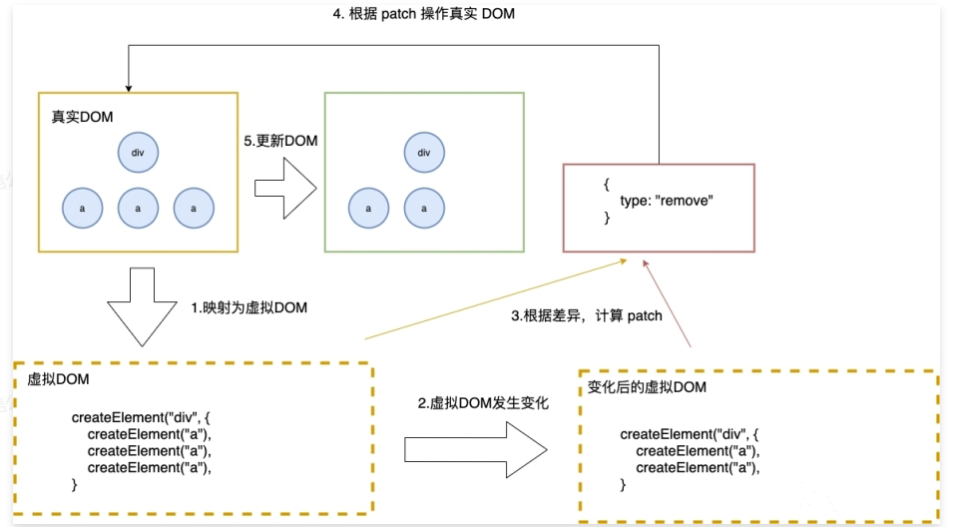 4. 根据 patch 操作真实 DOM
真实DOM
div
a
a
a
5.更新DOM
div
a
a
{
type: "remove"
}
1.映射为虚拟DOM
3.根据差异，计算 patch
虚拟DOM
createElement("div", {
createElement("a"),
createElement("a"),
createElement("a"),
}
2.虚拟DOM发生变化
变化后的虚拟DOM
createElement("div", {
createElement("a"),
createElement("a"),
}